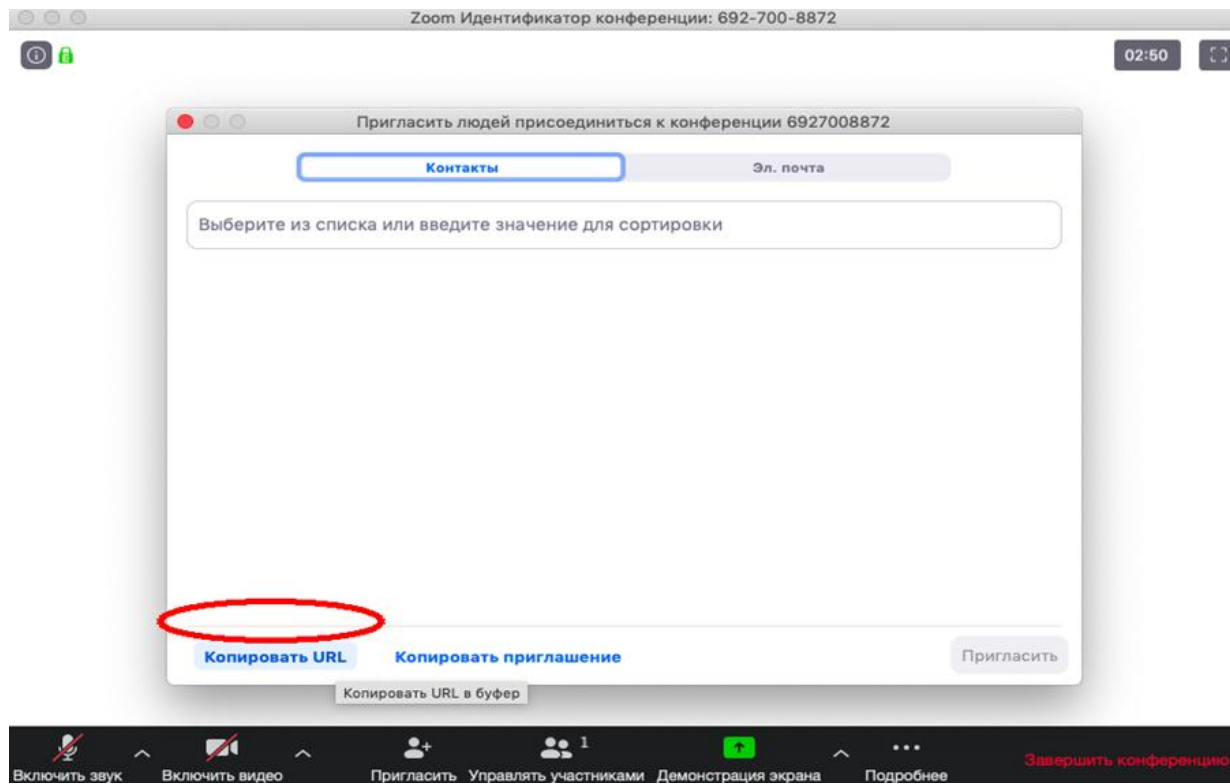 Zoom Идентификатор конференции: 692-700-8872
02:50
Пригласить людей присоединиться к конференции 6927008872
Контакты
Эл. почта
Выберите из списка или введите значение для сортировки
Копировать URL
Копировать приглашение
Пригласить
Копировать URL в буфер
1
Включить звук
Включить видео
Пригласить
Управлять участниками
Демонстрация экрана
Подробнее
Завершить конференцию